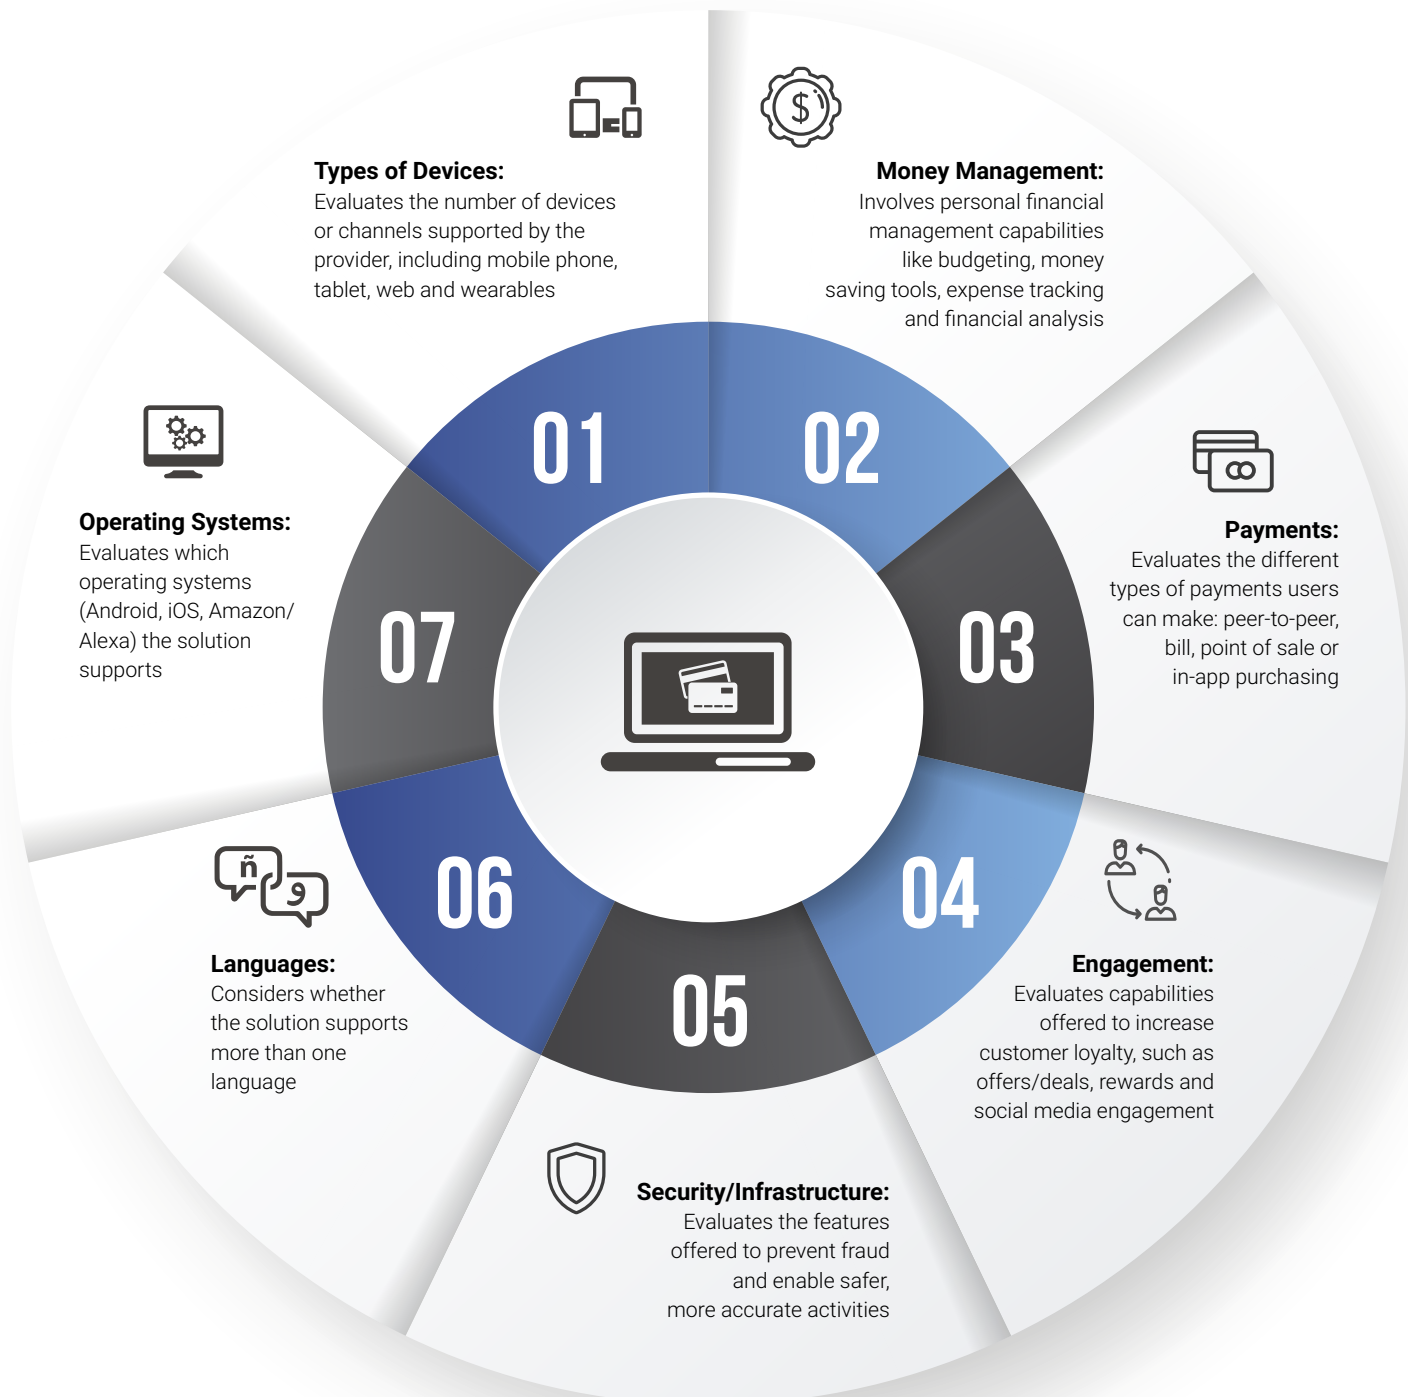 01
Types of Devices:
Evaluates the number of devices
or channels supported by the
provider, including mobile phone,
tablet, web and wearables
02
$
Money Management:
Involves personal financial
management capabilities
like budgeting, money
saving tools, expense tracking
and financial analysis
03
Payments:
Evaluates the different
types of payments users
can make: peer-to-peer,
bill, point of sale or
in-app purchasing
04
Engagement:
Evaluates capabilities
offered to increase
customer loyalty, such as
offers/deals, rewards and
social media engagement
05
Security/Infrastructure:
Evaluates the features
offered to prevent fraud
and enable safer,
more accurate activities
06
ñ
و
Languages:
Considers whether
the solution supports
more than one
language
07
Operating Systems:
Evaluates which
operating systems
(Android, iOS, Amazon/
Alexa) the solution
supports